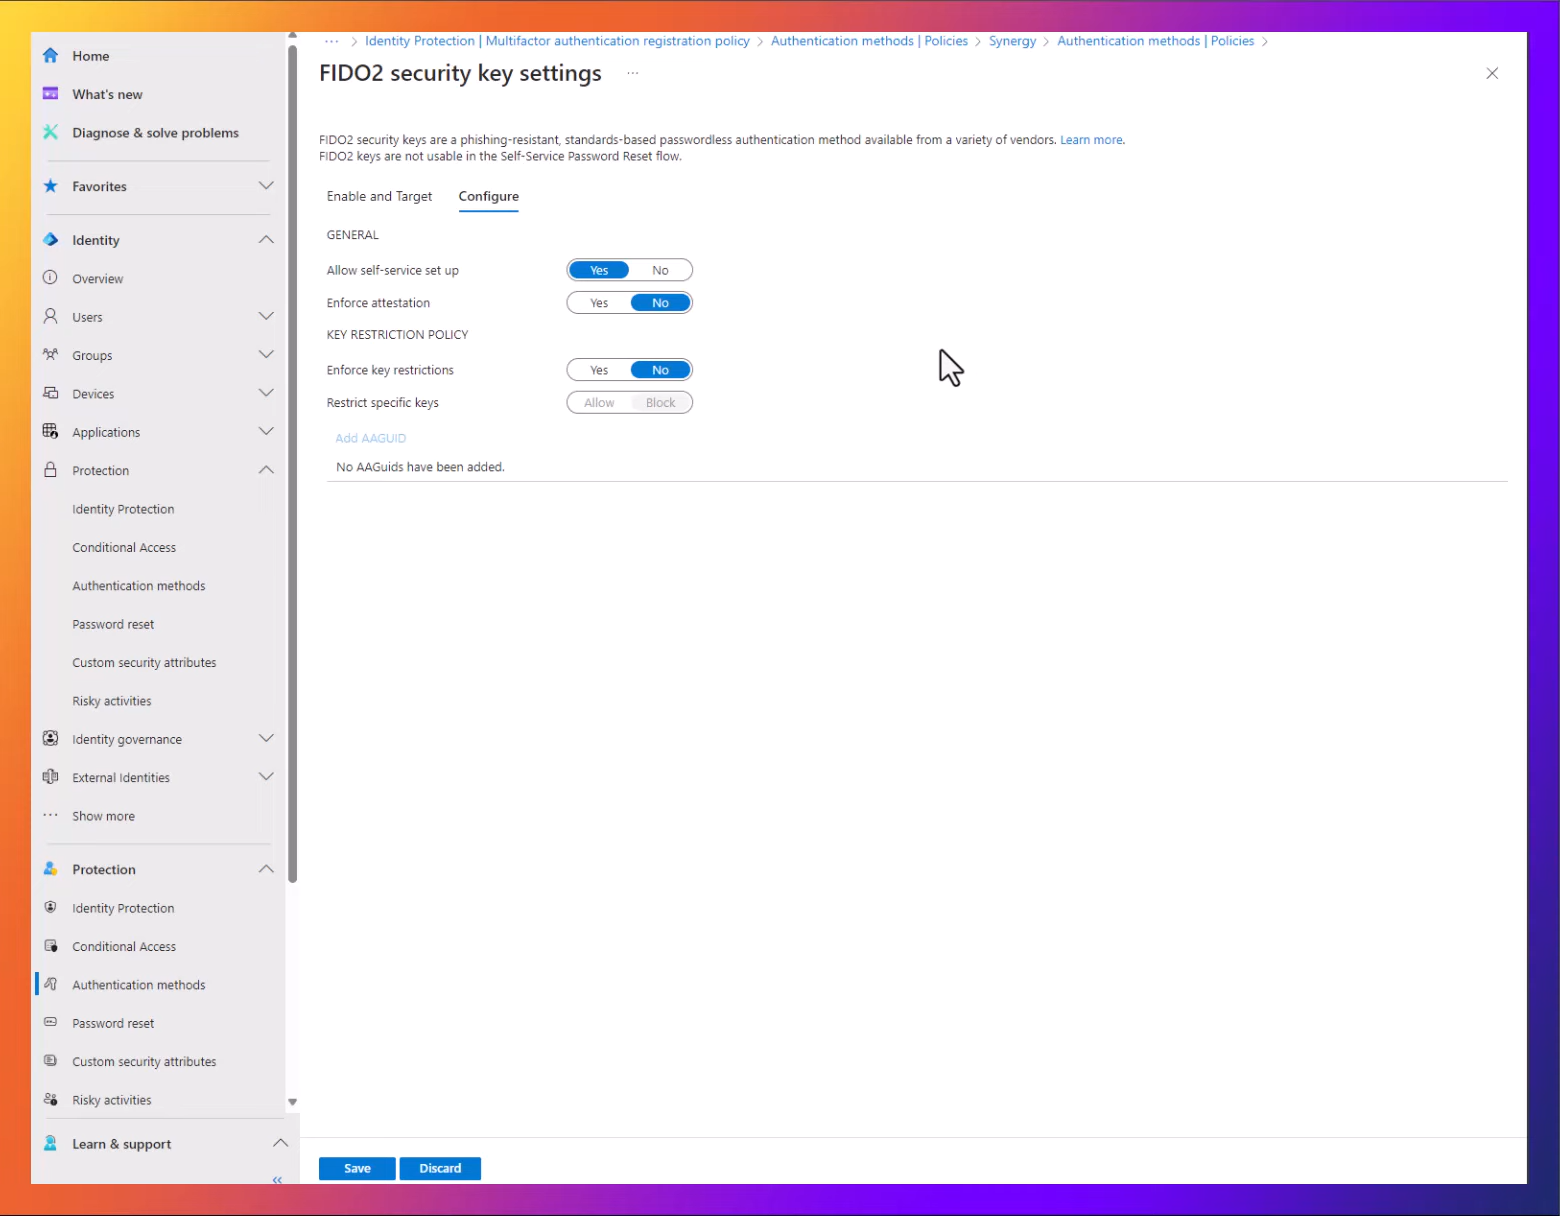 Home
What's new
Diagnose & solve problems
Favorites
Identity
Overview
Users
Groups
Devices
Applications
Protection
Identity Protection
Conditional Access
Authentication methods
Password reset
Custom security attributes
Risky activities
Identity governance
External Identities
Show more
Protection
Identity Protection
Conditional Access
Authentication methods
Password reset
Custom security attributes
Risky activities
Learn & support
··· > Identity Protection | Multifactor authentication registration policy > Authentication methods | Policies > Synergy > Authentication methods | Policies >
FIDO2 security key settings ···
FIDO2 security keys are a phishing-resistant, standards-based passwordless authentication method available from a variety of vendors. Learn more.
FIDO2 keys are not usable in the Self-Service Password Reset flow.
Enable and Target Configure
GENERAL
Allow self-service set up Yes No
Enforce attestation Yes No
KEY RESTRICTION POLICY
Enforce key restrictions Yes No
Restrict specific keys Allow Block
Add AAGUID
No AAGuids have been added.
Save Discard